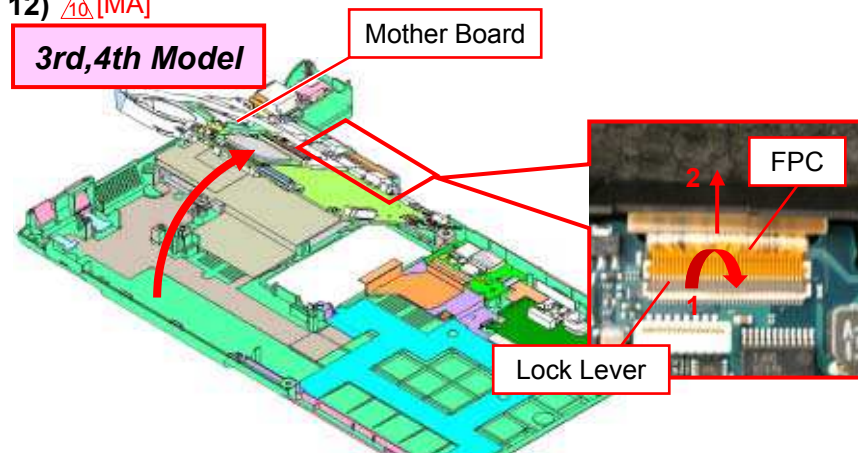 12) 10 [MA]
3rd,4th Model
Mother Board
FPC
2
1
Lock Lever